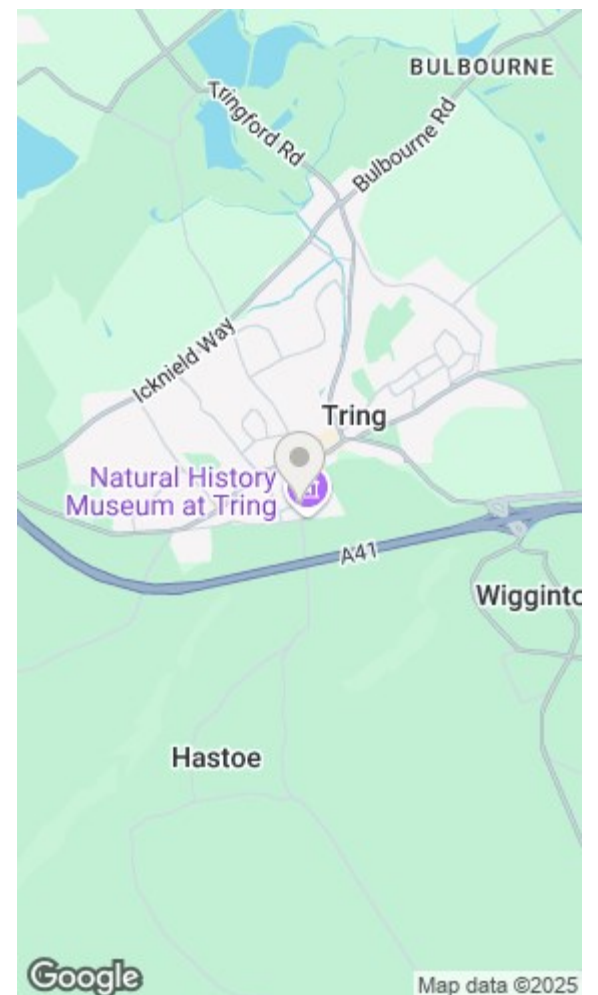 BULBOURNE
Tringford Rd
Bulbourne Rd
Icknield Way
Tring
Natural History
Museum at Tring
A41
Wigginto
Hastoe
Google
Map data ©2025